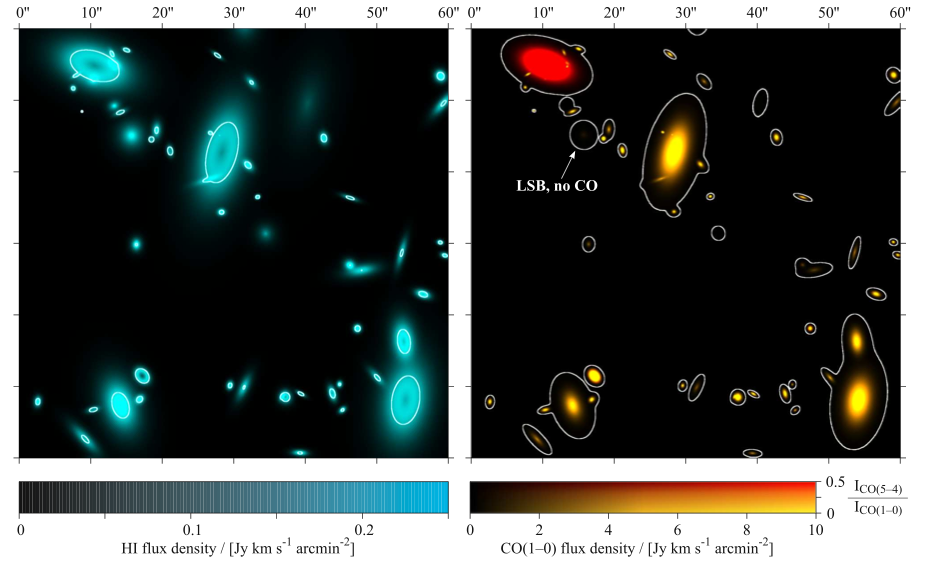 0" 10" 20" 30" 40" 50" 60"
0" 10" 20" 30" 40" 50" 60"
LSB, no CO
0 0.1 0.2
HI flux density / [Jy km s⁻¹ arcmin⁻²]
0.5
0
I_CO(5–4)
I_CO(1–0)
0 2 4 6 8 10
CO(1–0) flux density / [Jy km s⁻¹ arcmin⁻²]